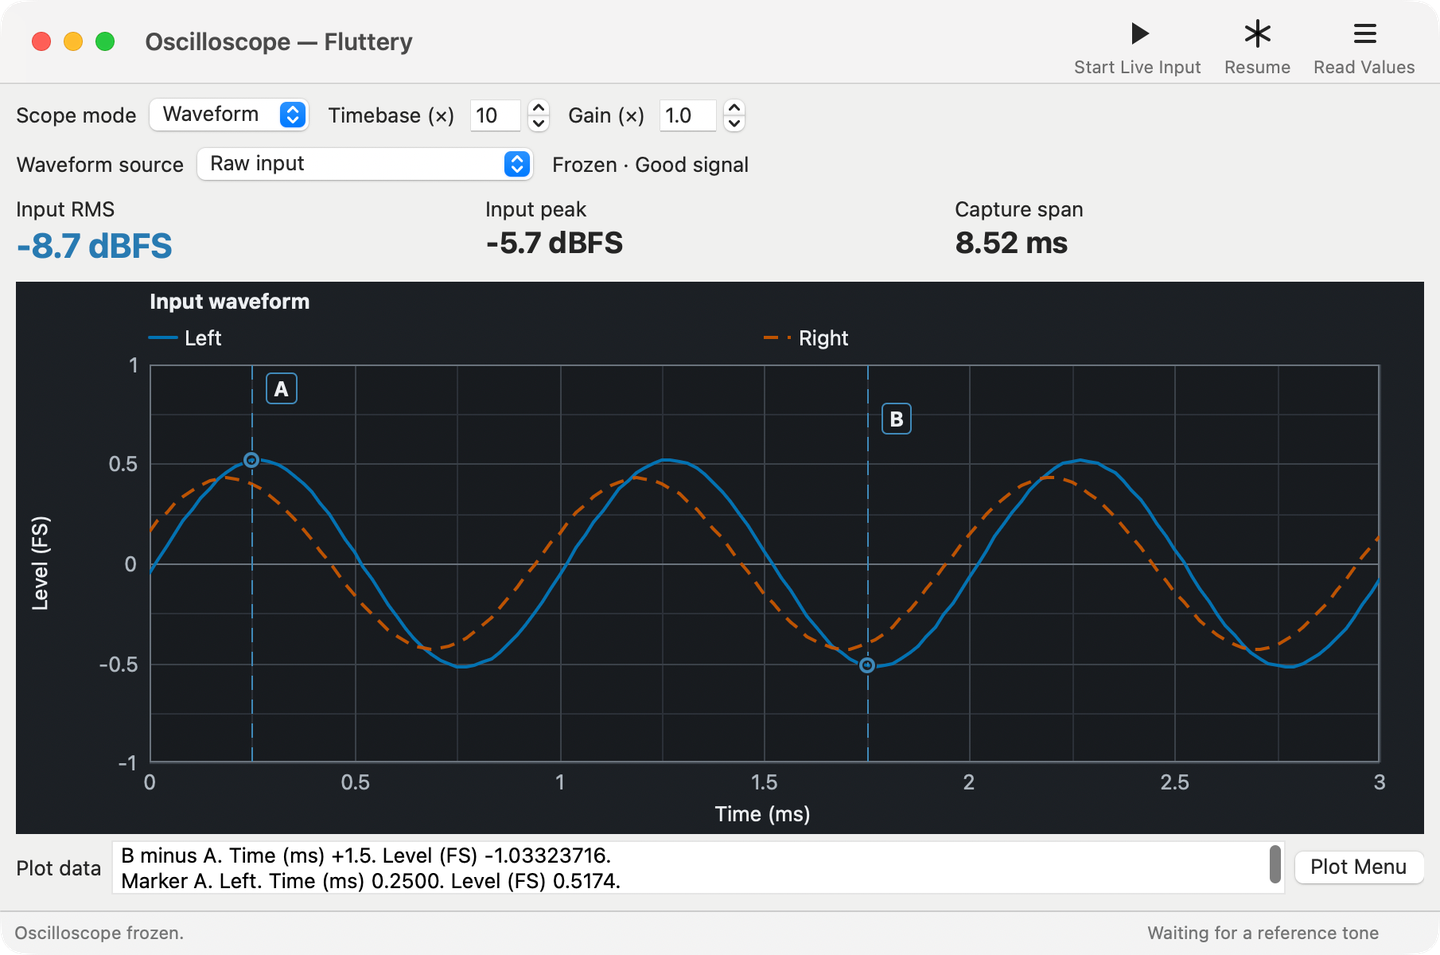 Oscilloscope — Fluttery
Start Live Input
Resume
Read Values
Scope mode
Waveform
Timebase (×)
10
Gain (×)
1.0
Waveform source
Raw input
Frozen · Good signal
Input RMS
-8.7 dBFS
Input peak
-5.7 dBFS
Capture span
8.52 ms
Input waveform
Left
Right
A
B
1
0.5
0
-0.5
-1
Level (FS)
0
0.5
1
1.5
2
2.5
3
Time (ms)
Plot data
B minus A. Time (ms) +1.5. Level (FS) -1.03323716.
Marker A. Left. Time (ms) 0.2500. Level (FS) 0.5174.
Plot Menu
Oscilloscope frozen.
Waiting for a reference tone